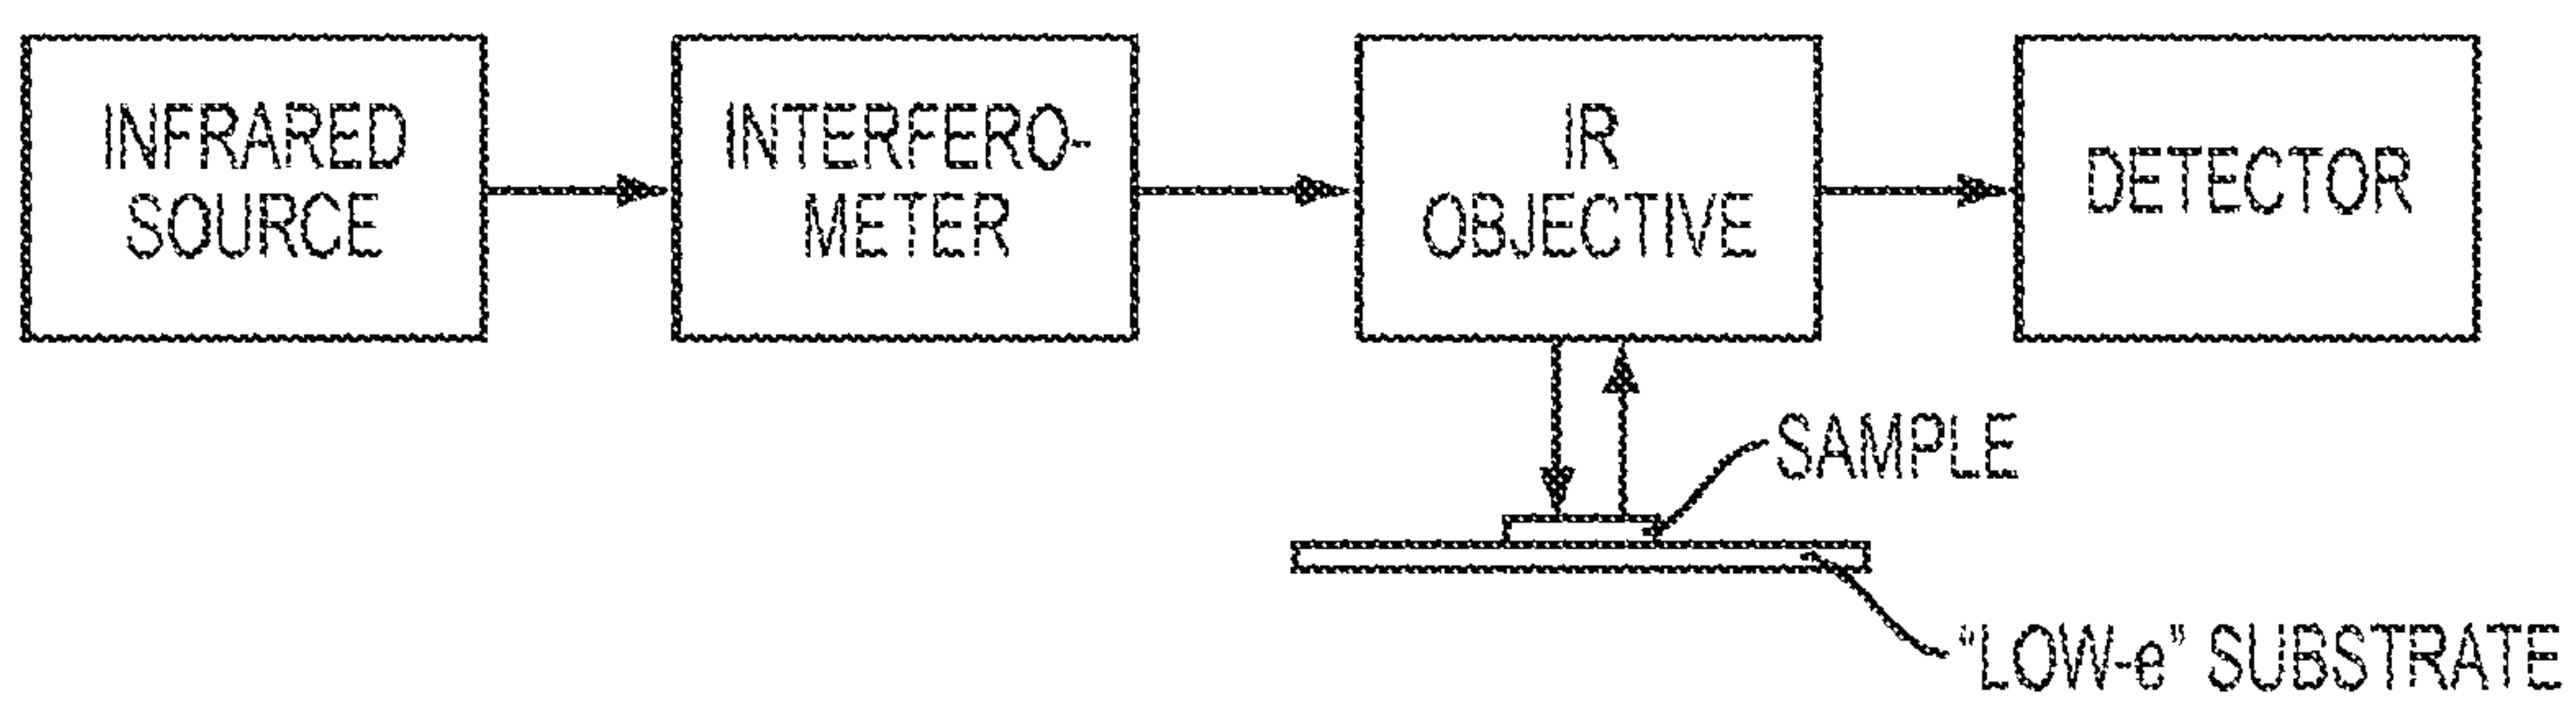 INFRARED
SOURCE
INTERFERO-
METER
IR
OBJECTIVE
DETECTOR
SAMPLE
“LOW-e” SUBSTRATE